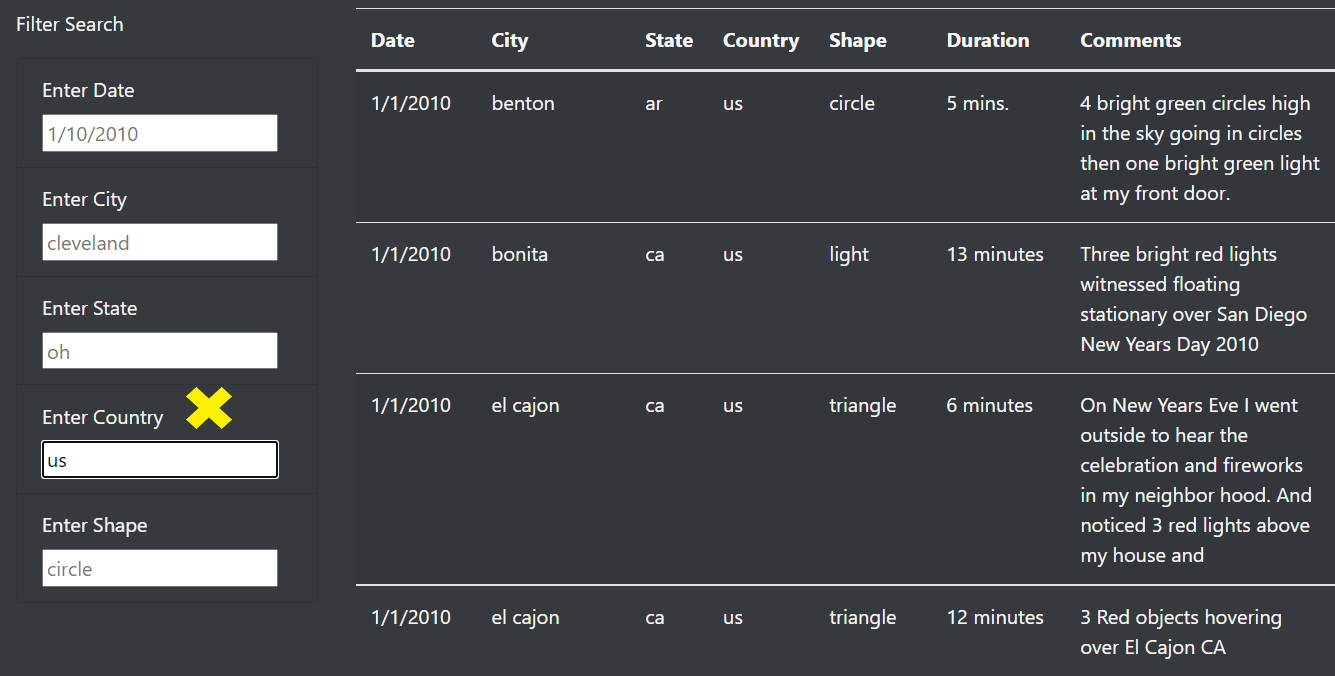 Filter Search
Enter Date
1/10/2010
Enter City
cleveland
Enter State
oh
Enter Country
us
Enter Shape
circle
Date City State Country Shape Duration Comments
1/1/2010 benton ar us circle 5 mins. 4 bright green circles high
in the sky going in circles
then one bright green light
at my front door.
1/1/2010 bonita ca us light 13 minutes Three bright red lights
witnessed floating
stationary over San Diego
New Years Day 2010
1/1/2010 el cajon ca us triangle 6 minutes On New Years Eve I went
outside to hear the
celebration and fireworks
in my neighbor hood. And
noticed 3 red lights above
my house and
1/1/2010 el cajon ca us triangle 12 minutes 3 Red objects hovering
over El Cajon CA